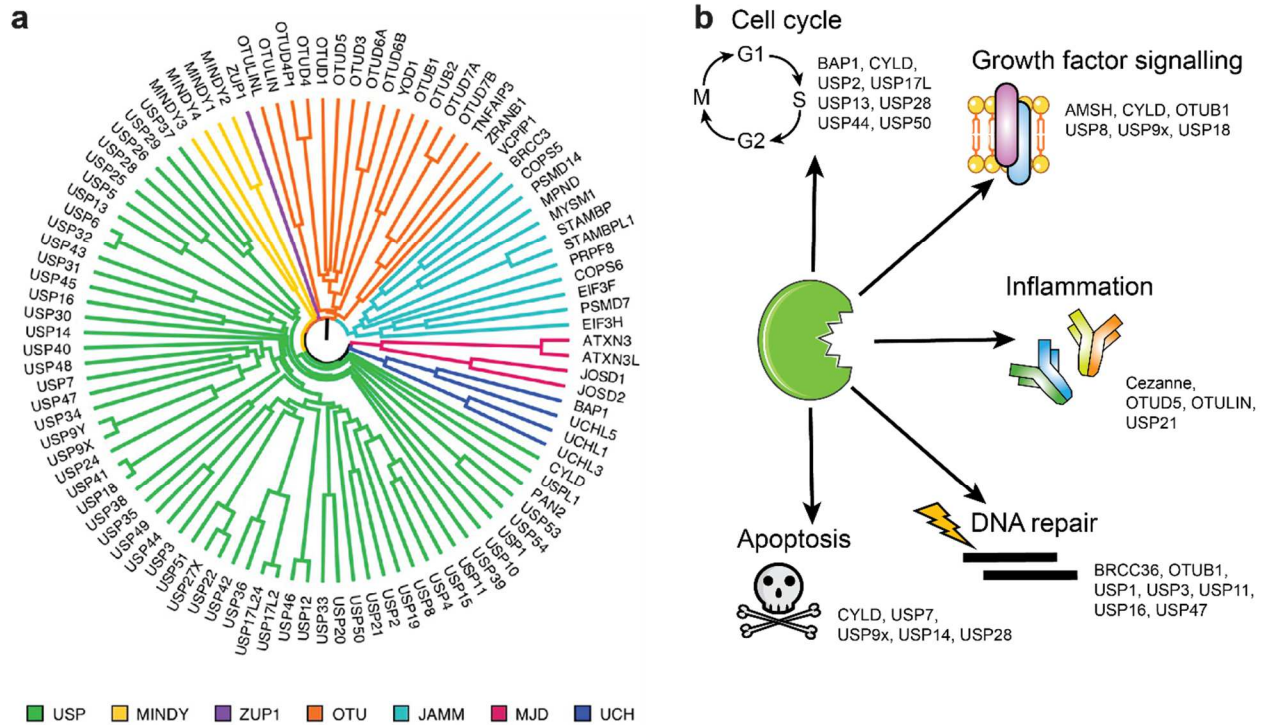 a
OTULINL
OTULIN
OTUD4P1
OTUD4
OTUD1
OTUD5
OTUD3
OTUD6A
OTUD6B
YOD1
OTUB1
OTUB2
OTUD7A
OTUD7B
TNFAIP3
ZRANB1
VCPIP1
BRCC3
COPS5
PSMD14
MPND
MYSM1
STAMBP
STAMBPL1
PRPF8
COPS6
EIF3F
PSMD7
EIF3H
ATXN3
ATXN3L
JOSD1
JOSD2
BAP1
UCHL5
UCHL1
UCHL3
CYLD
USPL1
PAN2
USP53
USP54
USP1
USP10
USP39
USP11
USP15
USP4
USP8
USP19
USP2
USP21
USP50
USP20
USP33
USP12
USP46
USP17L2
USP17L24
USP36
USP42
USP22
USP27X
USP51
USP3
USP44
USP49
USP35
USP38
USP18
USP41
USP24
USP9X
USP9Y
USP34
USP47
USP7
USP48
USP40
USP14
USP30
USP16
USP45
USP31
USP43
USP32
USP6
USP13
USP5
USP25
USP28
USP26
USP29
USP37
MINDY3
MINDY4
MINDY1
MINDY2
ZUP1
USP
MINDY
ZUP1
OTU
JAMM
MJD
UCH
b
Cell cycle
G1
M
S
G2
BAP1, CYLD,
USP2, USP17L
USP13, USP28
USP44, USP50
Growth factor signalling
AMSH, CYLD, OTUB1
USP8, USP9x, USP18
Inflammation
Cezanne,
OTUD5, OTULIN,
USP21
DNA repair
BRCC36, OTUB1,
USP1, USP3, USP11,
USP16, USP47
Apoptosis
CYLD, USP7,
USP9x, USP14, USP28